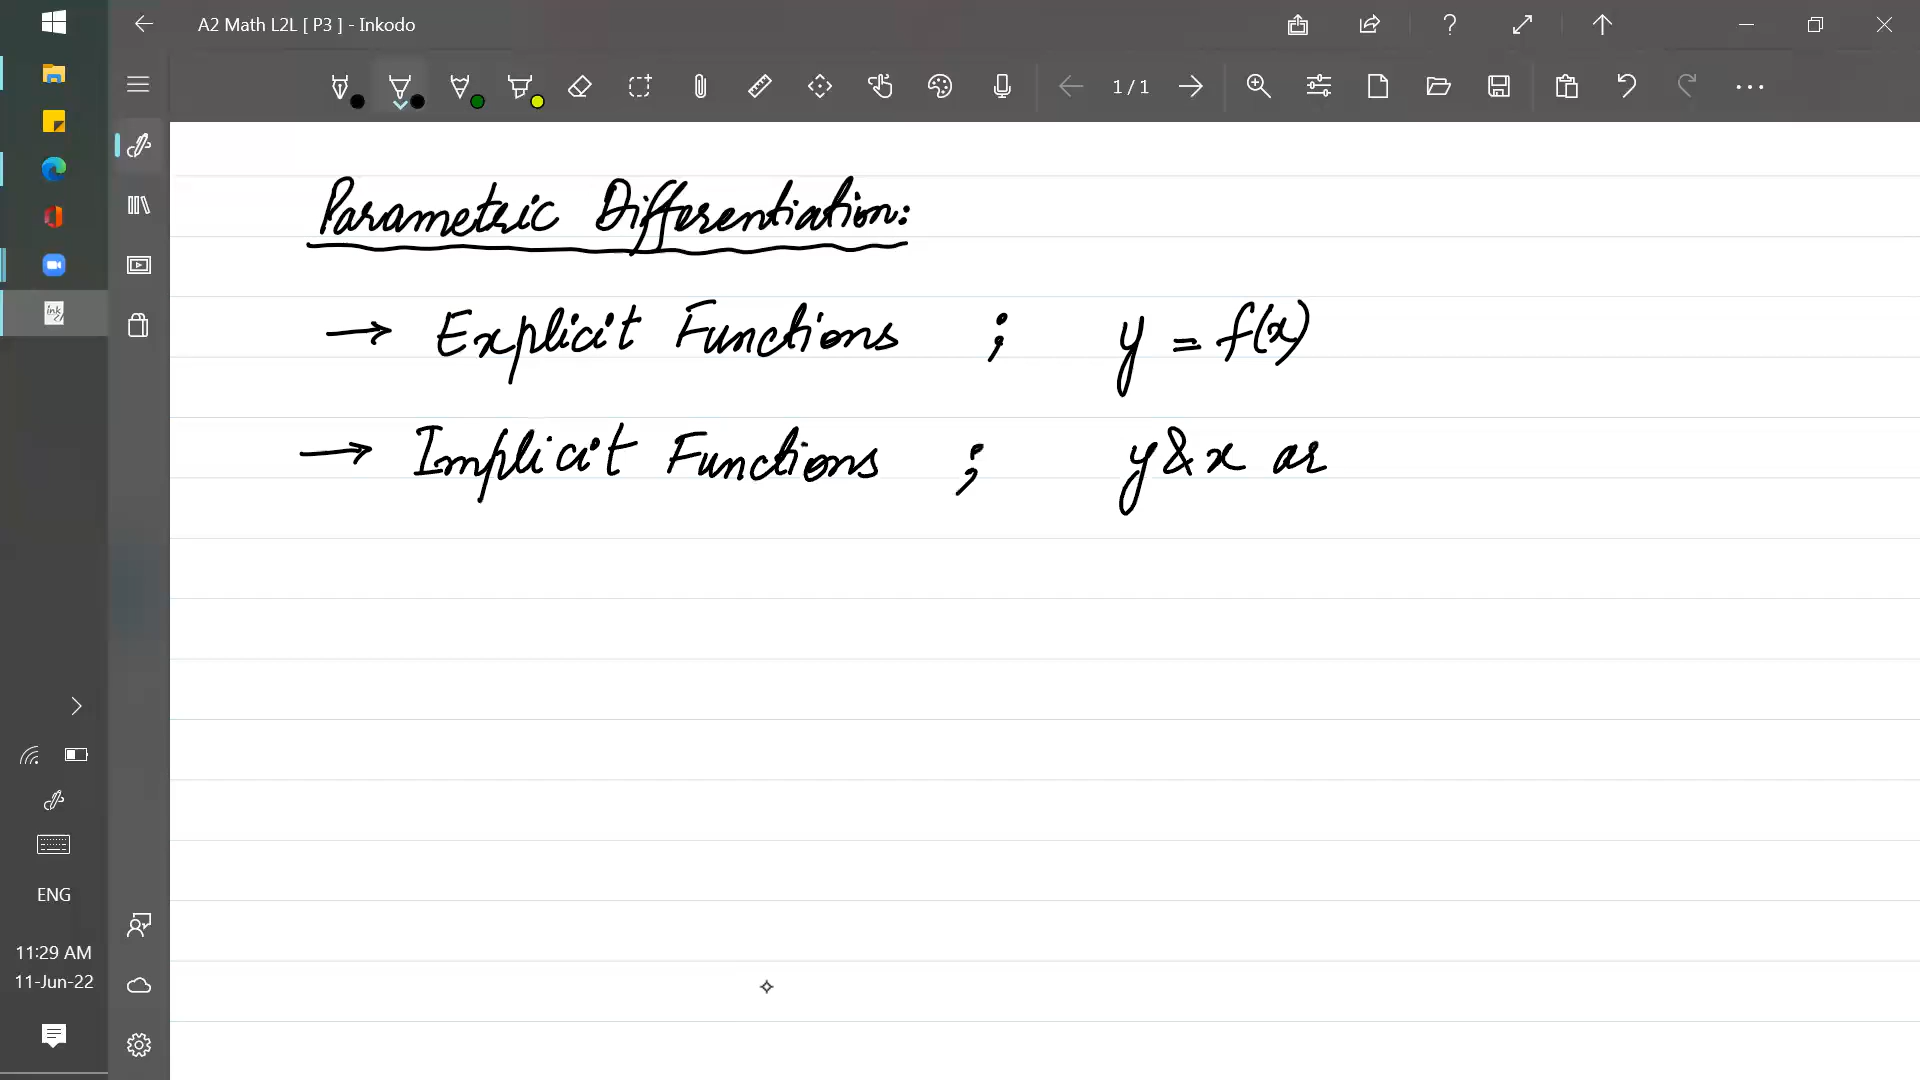 A2 Math L2L [ P3 ] - Inkodo
1 / 1
Parametric Differentiation:
→ Explicit Functions ; y = f(x)
→ Implicit Functions ; y & x ar
ENG
11:29 AM
11-Jun-22